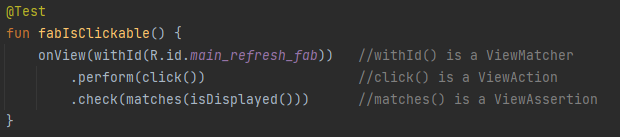 @Test
fun fabIsClickable() {
    onView(withId(R.id.main_refresh_fab))   //withId() is a ViewMatcher
        .perform(click())                   //click() is a ViewAction
        .check(matches(isDisplayed()))      //matches() is a ViewAssertion
}